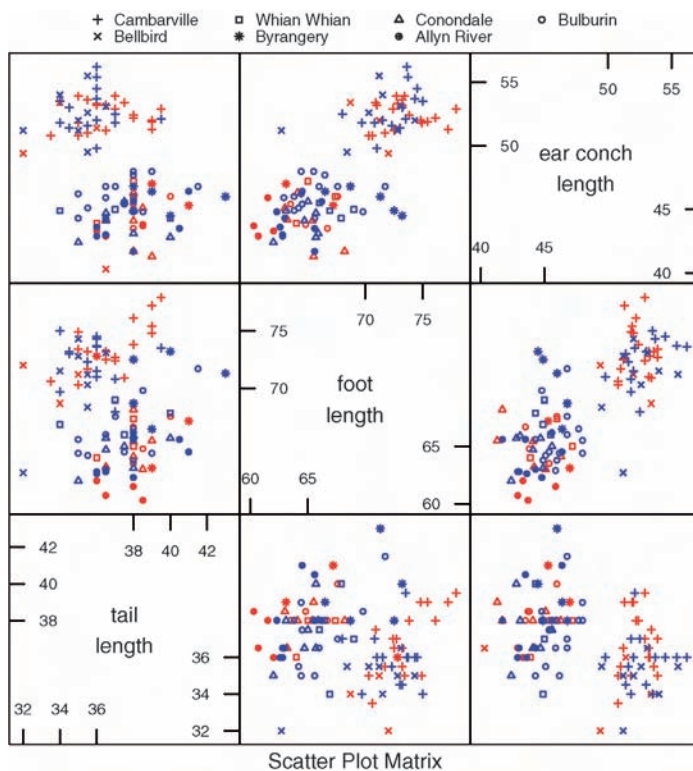 Cambarville Whian Whian Conondale Bulburin
Bellbird Byrangery Allyn River
50 55
55
50
ear conch
length
45
40 45
40
70 75
75
foot
70
length
65
60 65
60
42 38 40 42
40
38
tail
length
36
34
32 34 36
32
Scatter Plot Matrix